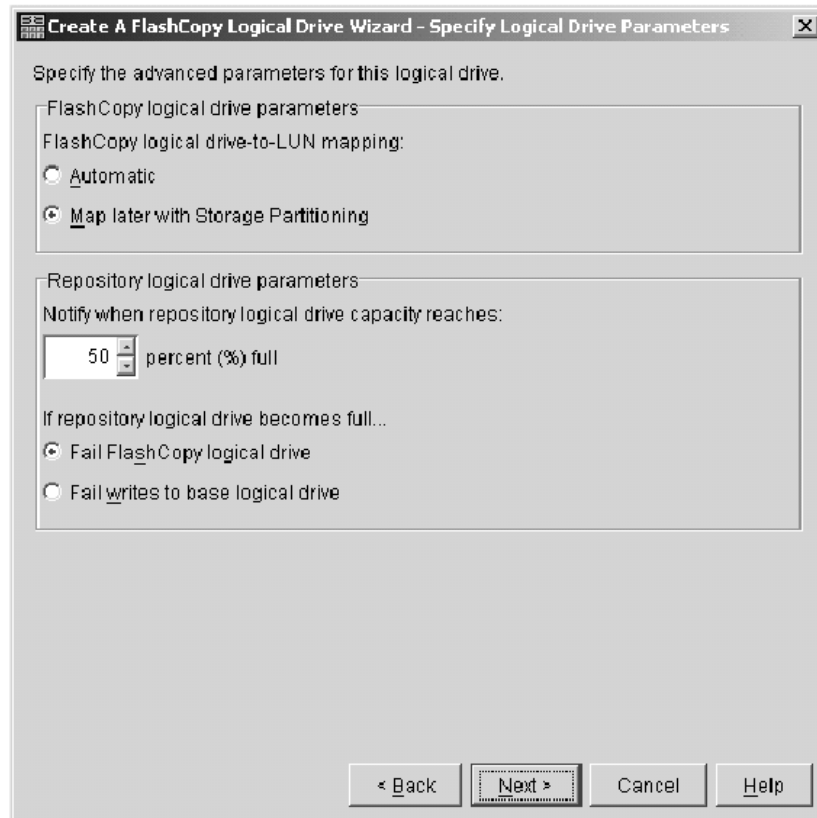 Create A FlashCopy Logical Drive Wizard - Specify Logical Drive Parameters
Specify the advanced parameters for this logical drive.
FlashCopy logical drive parameters
FlashCopy logical drive-to-LUN mapping:
Automatic
Map later with Storage Partitioning
Repository logical drive parameters
Notify when repository logical drive capacity reaches:
50 percent (%) full
If repository logical drive becomes full...
Fail FlashCopy logical drive
Fail writes to base logical drive
< Back Next > Cancel Help